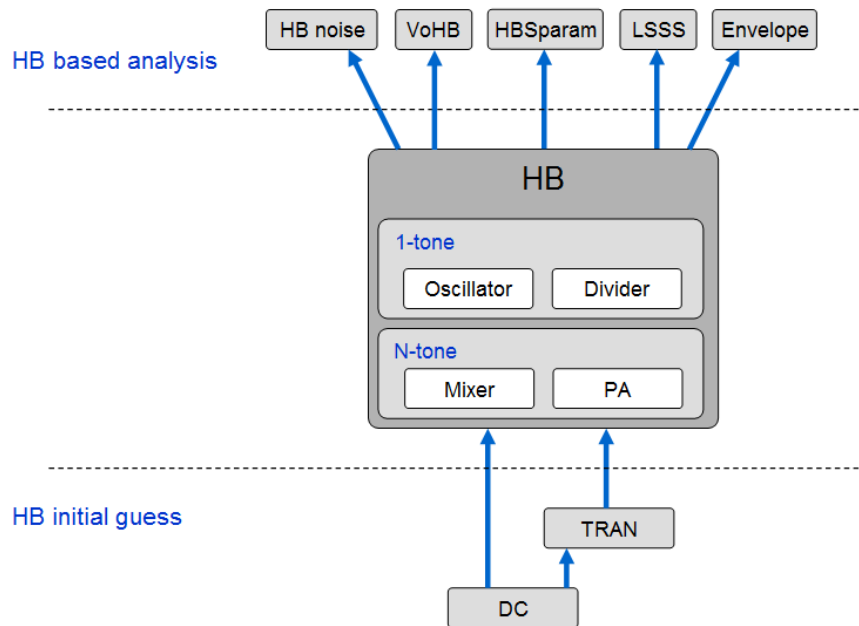 HB noise
VoHB
HBSparam
LSSS
Envelope
HB based analysis
HB
1-tone
Oscillator
Divider
N-tone
Mixer
PA
HB initial guess
TRAN
DC